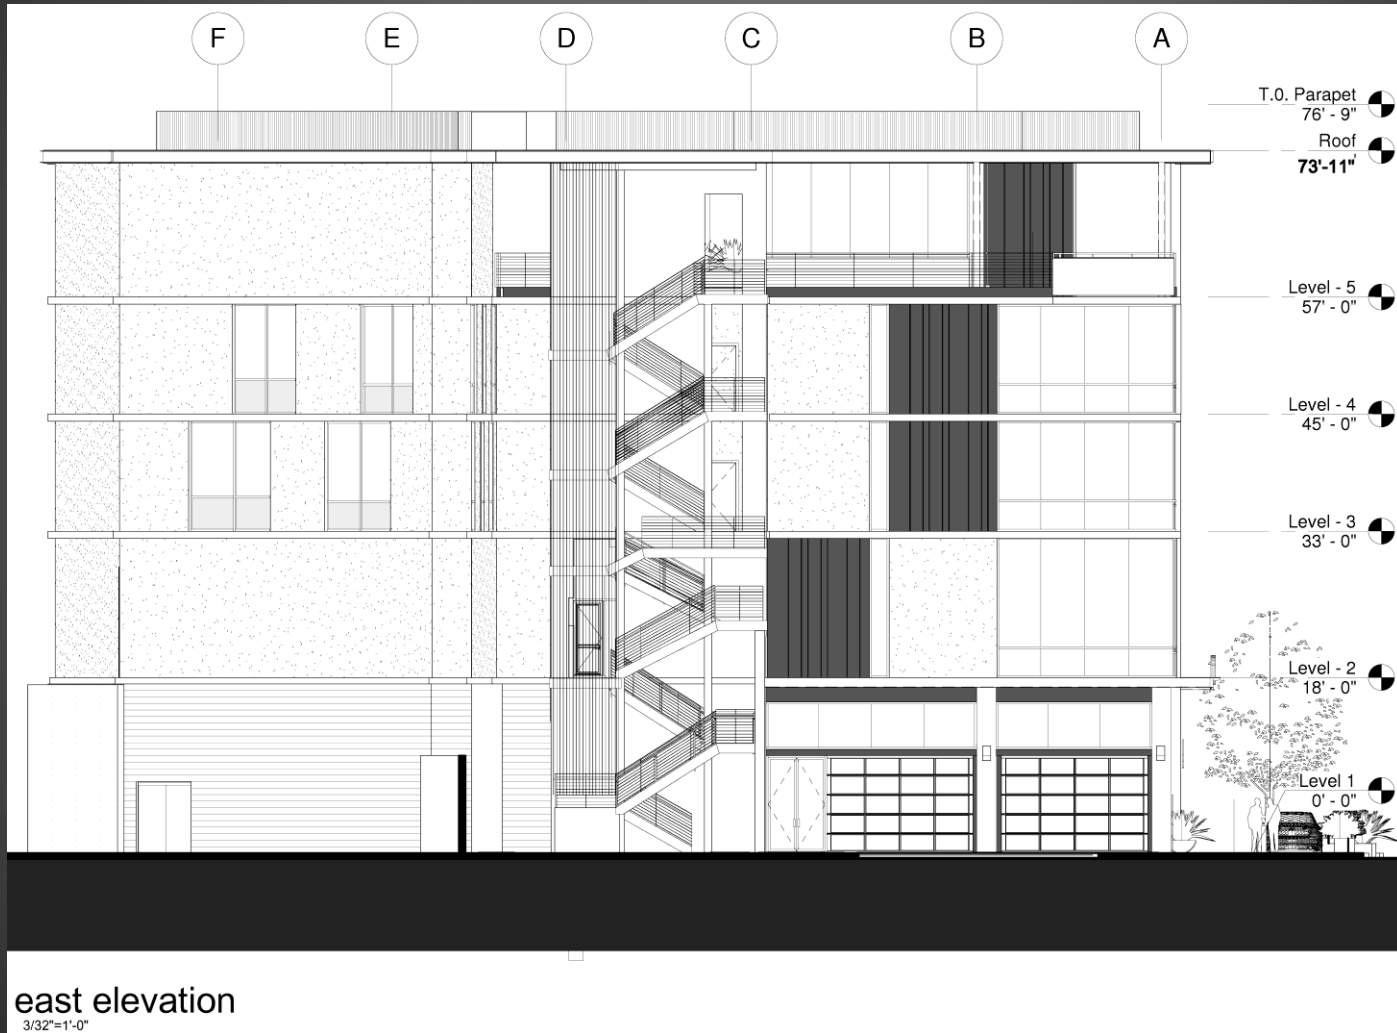 F E D C B A
T.O. Parapet
76' - 9"
Roof
73'-11"
Level - 5
57' - 0"
Level - 4
45' - 0"
Level - 3
33' - 0"
Level - 2
18' - 0"
Level 1
0' - 0"
east elevation
3/32"=1'-0"